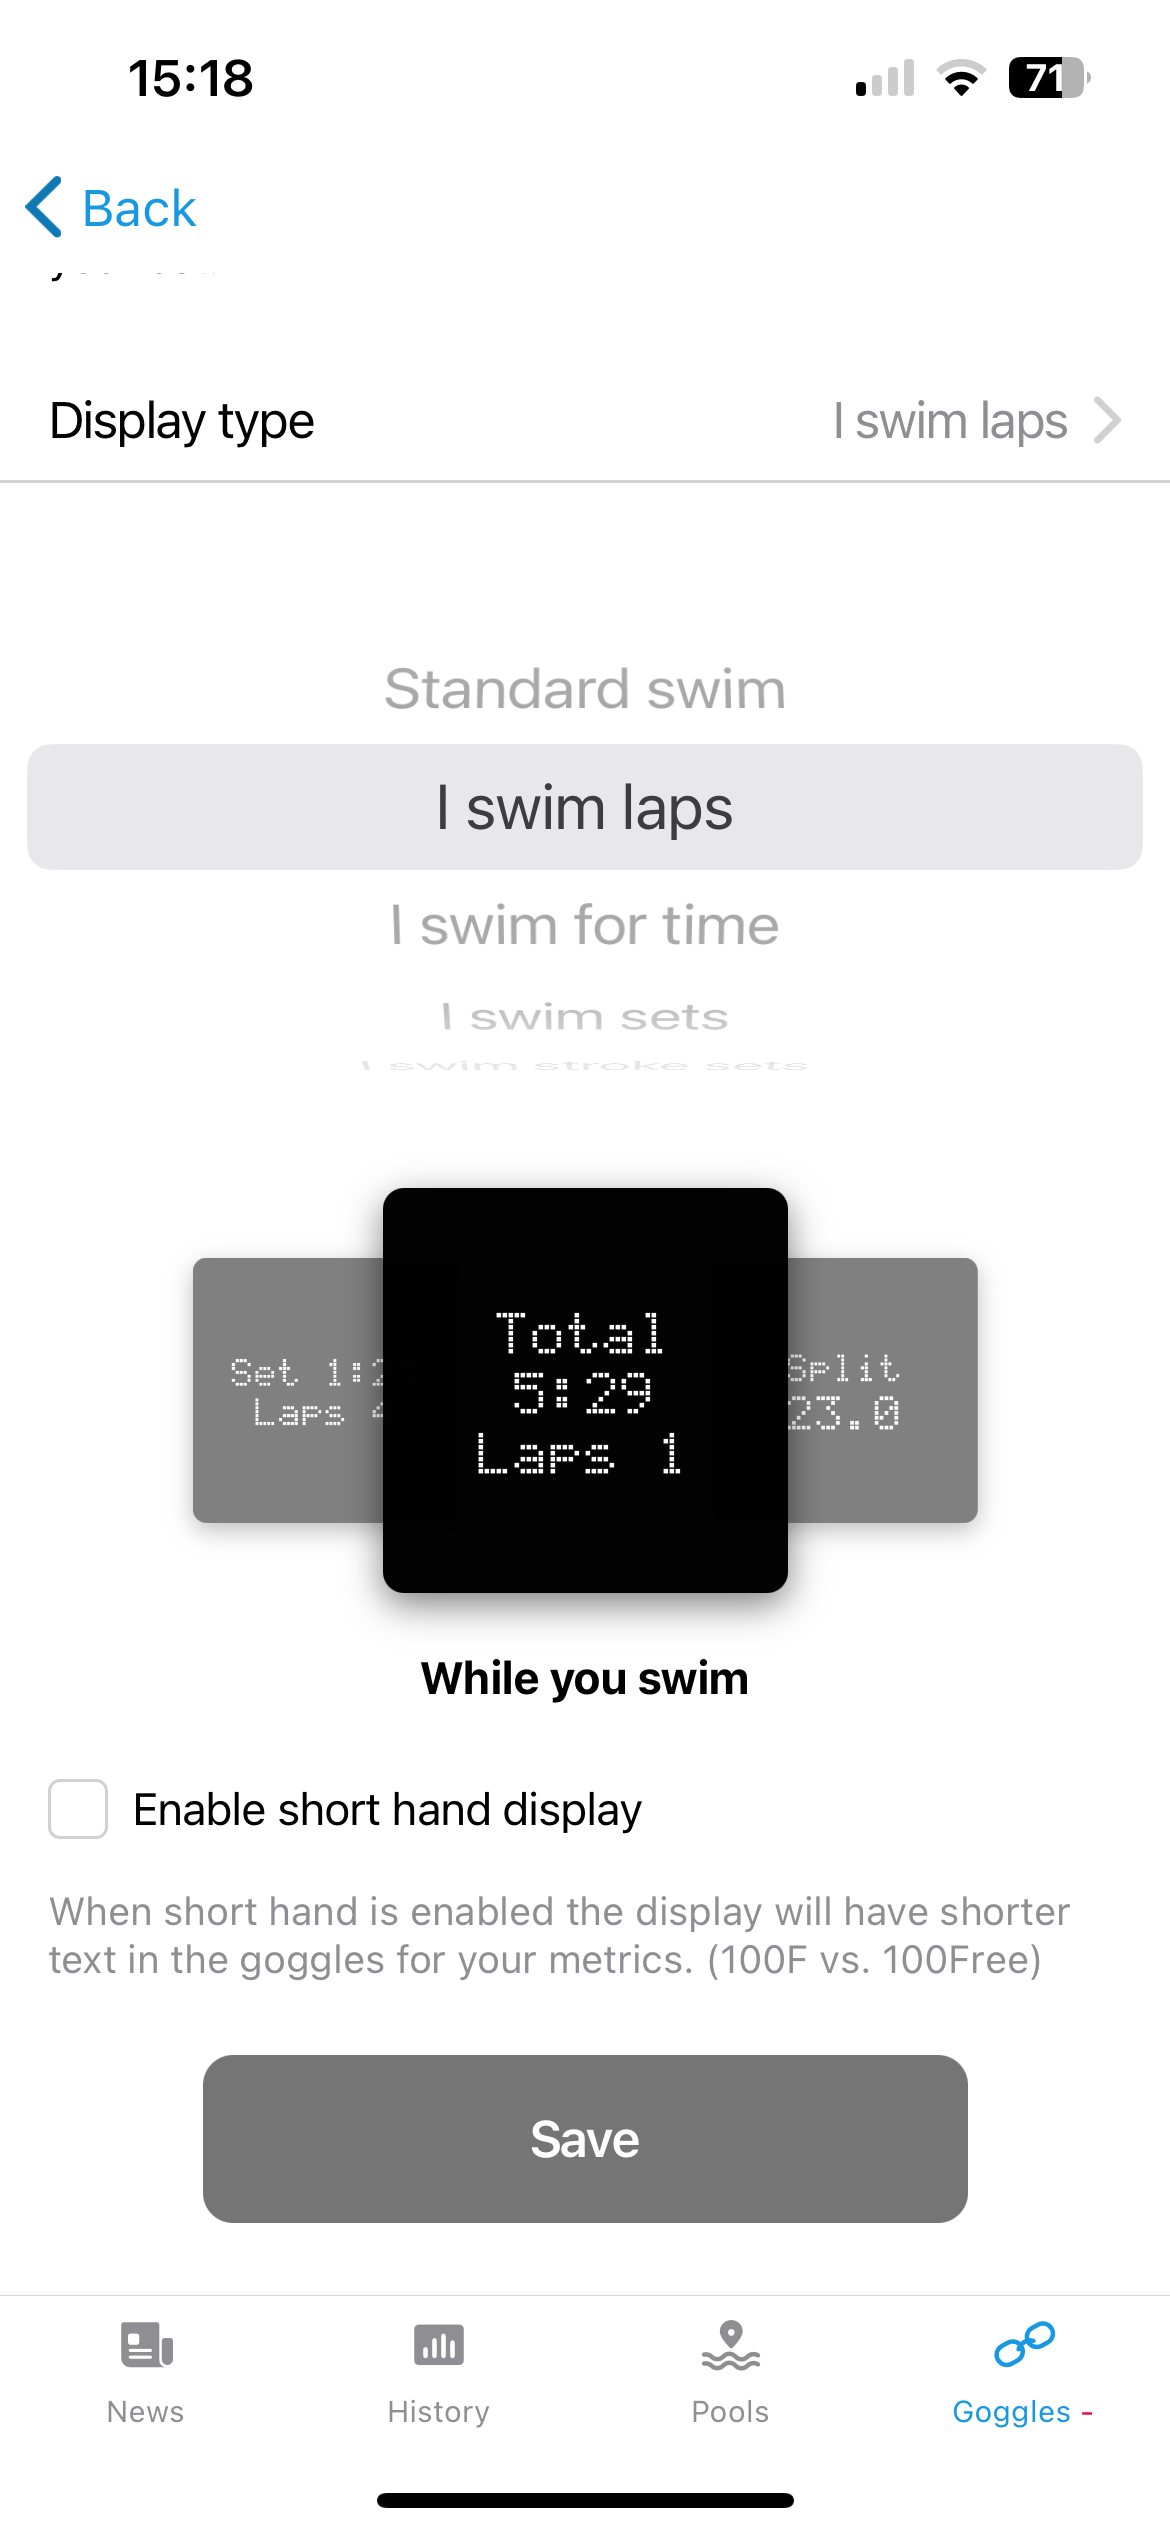 15:18
71
Back
Display type
I swim laps
Standard swim
I swim laps
I swim for time
I swim sets
I swim stroke sets
Set 1:2
Laps
Total
5:29
Laps 1
Split
23.0
While you swim
Enable short hand display
When short hand is enabled the display will have shorter
text in the goggles for your metrics. (100F vs. 100Free)
Save
News
History
Pools
Goggles -